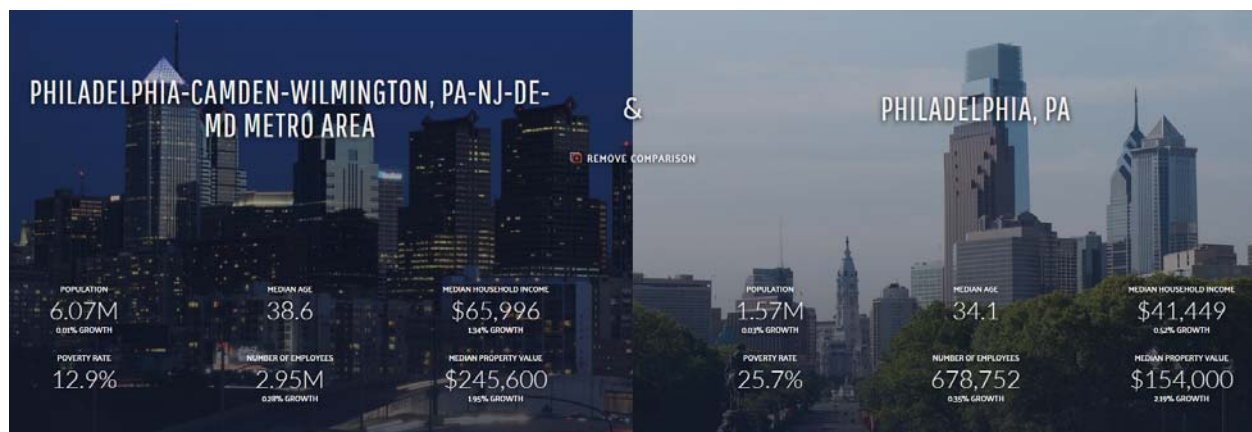 PHILADELPHIA-CAMDEN-WILMINGTON, PA-NJ-DE-
MD METRO AREA
&
PHILADELPHIA, PA
REMOVE COMPARISON
POPULATION
6.07M
0.01% GROWTH
MEDIAN AGE
38.6
MEDIAN HOUSEHOLD INCOME
$65,996
1.34% GROWTH
POVERTY RATE
12.9%
NUMBER OF EMPLOYEES
2.95M
0.28% GROWTH
MEDIAN PROPERTY VALUE
$245,600
1.95% GROWTH
POPULATION
1.57M
0.03% GROWTH
MEDIAN AGE
34.1
MEDIAN HOUSEHOLD INCOME
$41,449
0.52% GROWTH
POVERTY RATE
25.7%
NUMBER OF EMPLOYEES
678,752
0.35% GROWTH
MEDIAN PROPERTY VALUE
$154,000
2.19% GROWTH